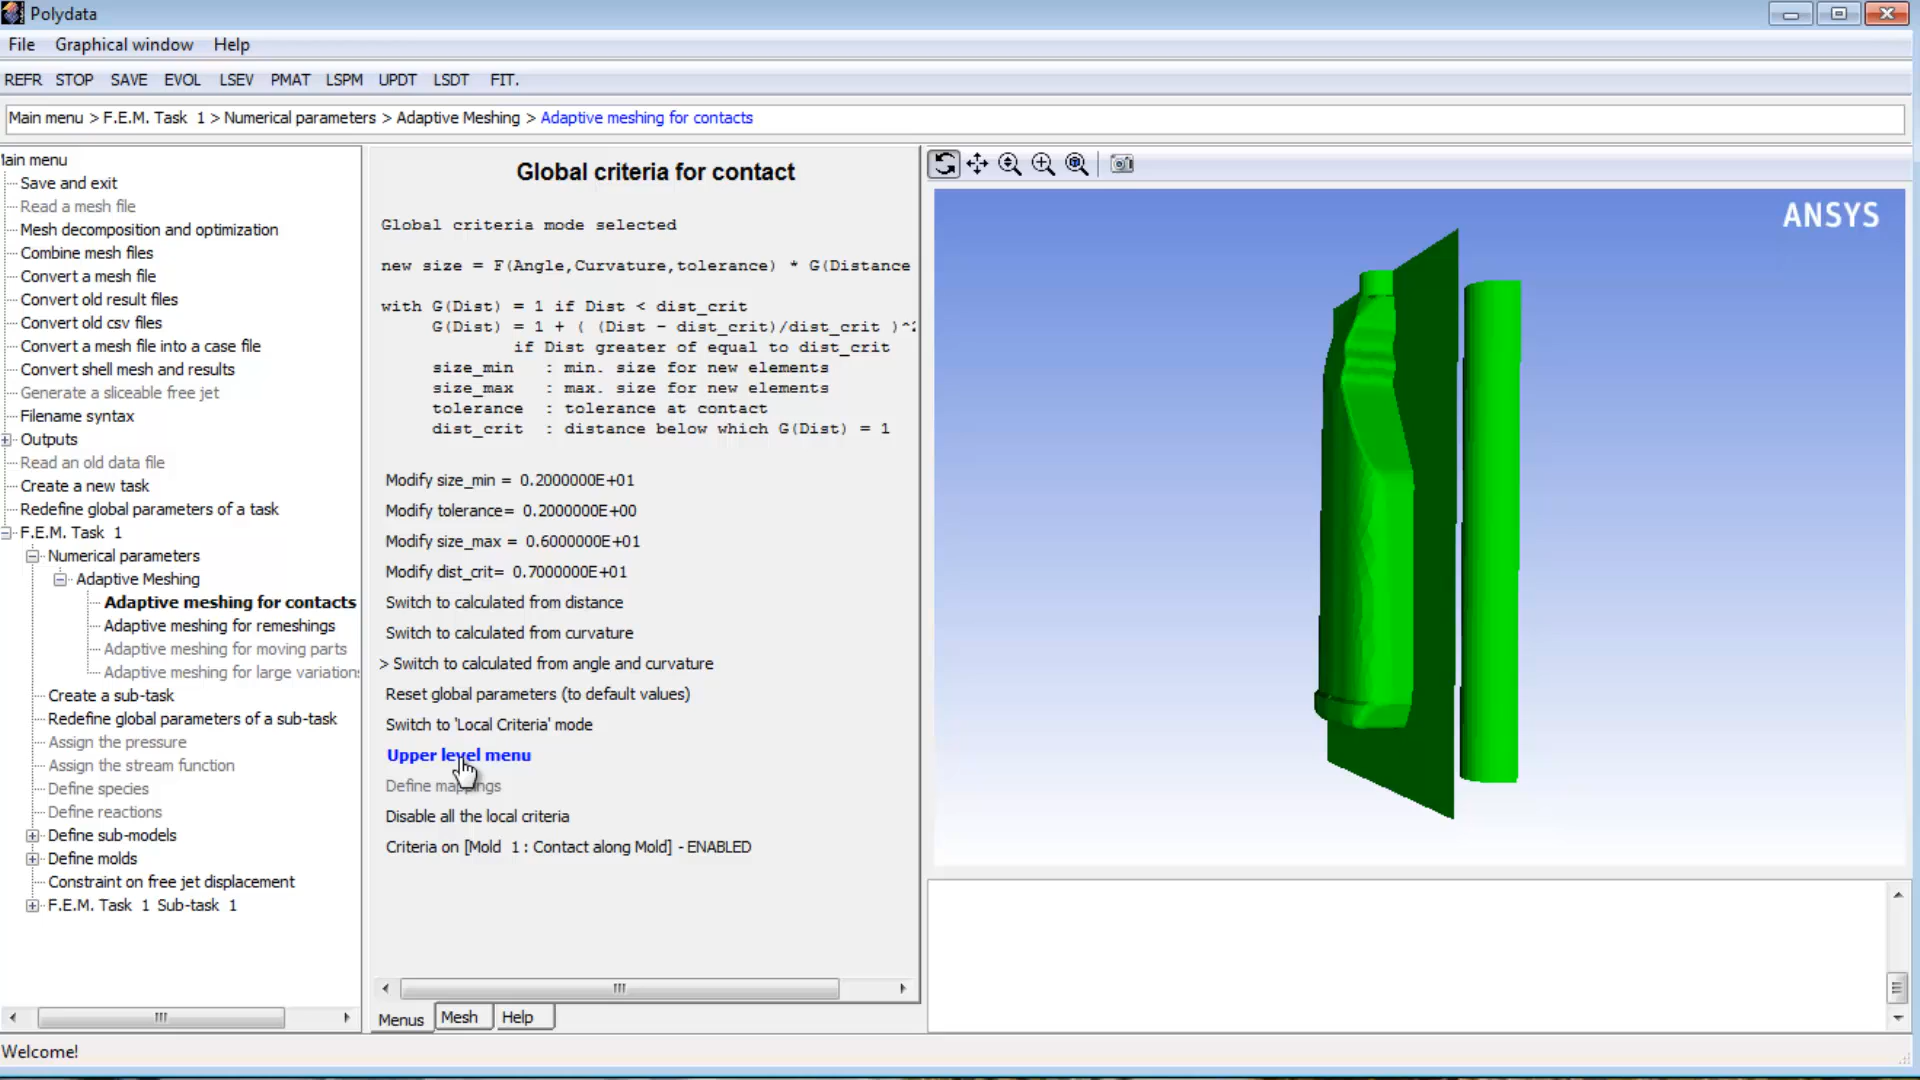 Polydata
File Graphical window Help
REFR STOP SAVE EVOL LSEV PMAT LSPM UPDT LSDT FIT.
Main menu > F.E.M. Task 1 > Numerical parameters > Adaptive Meshing > Adaptive meshing for contacts
ain menu
Save and exit
Read a mesh file
Mesh decomposition and optimization
Combine mesh files
Convert a mesh file
Convert old result files
Convert old csv files
Convert a mesh file into a case file
Convert shell mesh and results
Generate a sliceable free jet
Filename syntax
Outputs
Read an old data file
Create a new task
Redefine global parameters of a task
F.E.M. Task 1
Numerical parameters
Adaptive Meshing
Adaptive meshing for contacts
Adaptive meshing for remeshings
Adaptive meshing for moving parts
Adaptive meshing for large variation
Create a sub-task
Redefine global parameters of a sub-task
Assign the pressure
Assign the stream function
Define species
Define reactions
Define sub-models
Define molds
Constraint on free jet displacement
F.E.M. Task 1 Sub-task 1
Global criteria for contact
Global criteria mode selected
new size = F(Angle,Curvature,tolerance) * G(Distance
with G(Dist) = 1 if Dist < dist_crit
G(Dist) = 1 + ( (Dist - dist_crit)/dist_crit )^
if Dist greater of equal to dist_crit
size_min : min. size for new elements
size_max : max. size for new elements
tolerance : tolerance at contact
dist_crit : distance below which G(Dist) = 1
Modify size_min = 0.2000000E+01
Modify tolerance= 0.2000000E+00
Modify size_max = 0.6000000E+01
Modify dist_crit= 0.7000000E+01
Switch to calculated from distance
Switch to calculated from curvature
> Switch to calculated from angle and curvature
Reset global parameters (to default values)
Switch to 'Local Criteria' mode
Upper level menu
Define mappings
Disable all the local criteria
Criteria on [Mold 1 : Contact along Mold] - ENABLED
Menus Mesh Help
ANSYS
Welcome!